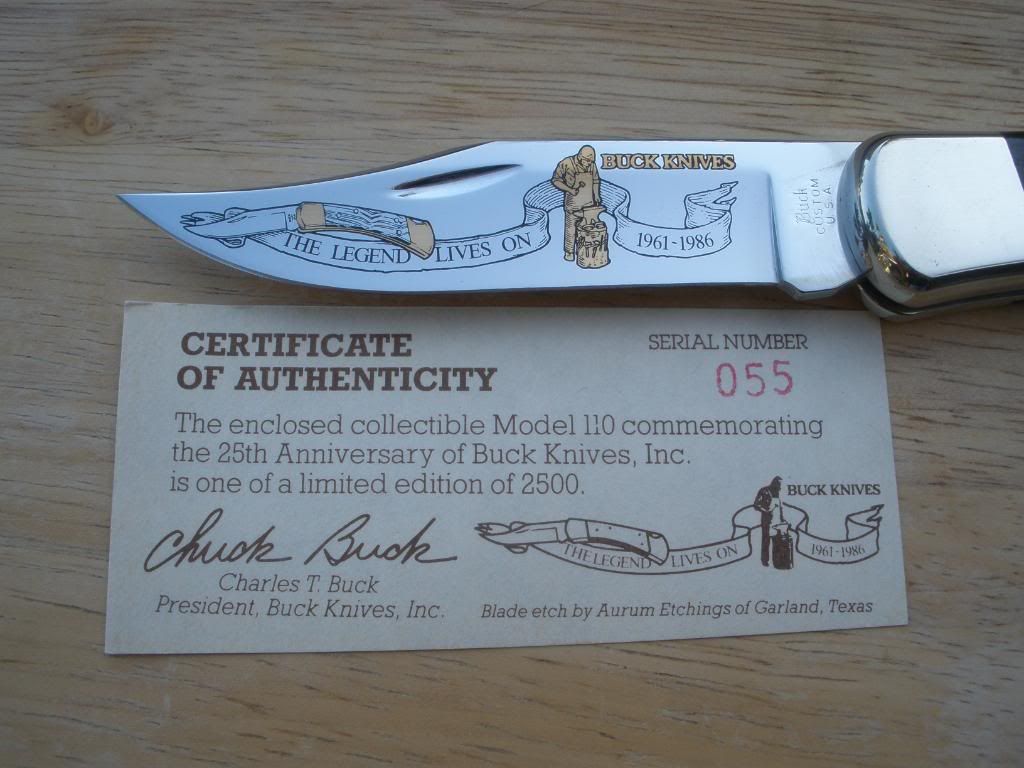 BUCK KNIVES
THE LEGEND LIVES ON
1961-1986
Buck
CUSTOM
U.S.A
CERTIFICATE
OF AUTHENTICITY
SERIAL NUMBER
055
The enclosed collectible Model 110 commemorating
the 25th Anniversary of Buck Knives, Inc.
is one of a limited edition of 2500.
Chuck Buck
Charles T. Buck
President, Buck Knives, Inc.
BUCK KNIVES
THE LEGEND LIVES ON
1961-1986
Blade etch by Aurum Etchings of Garland, Texas